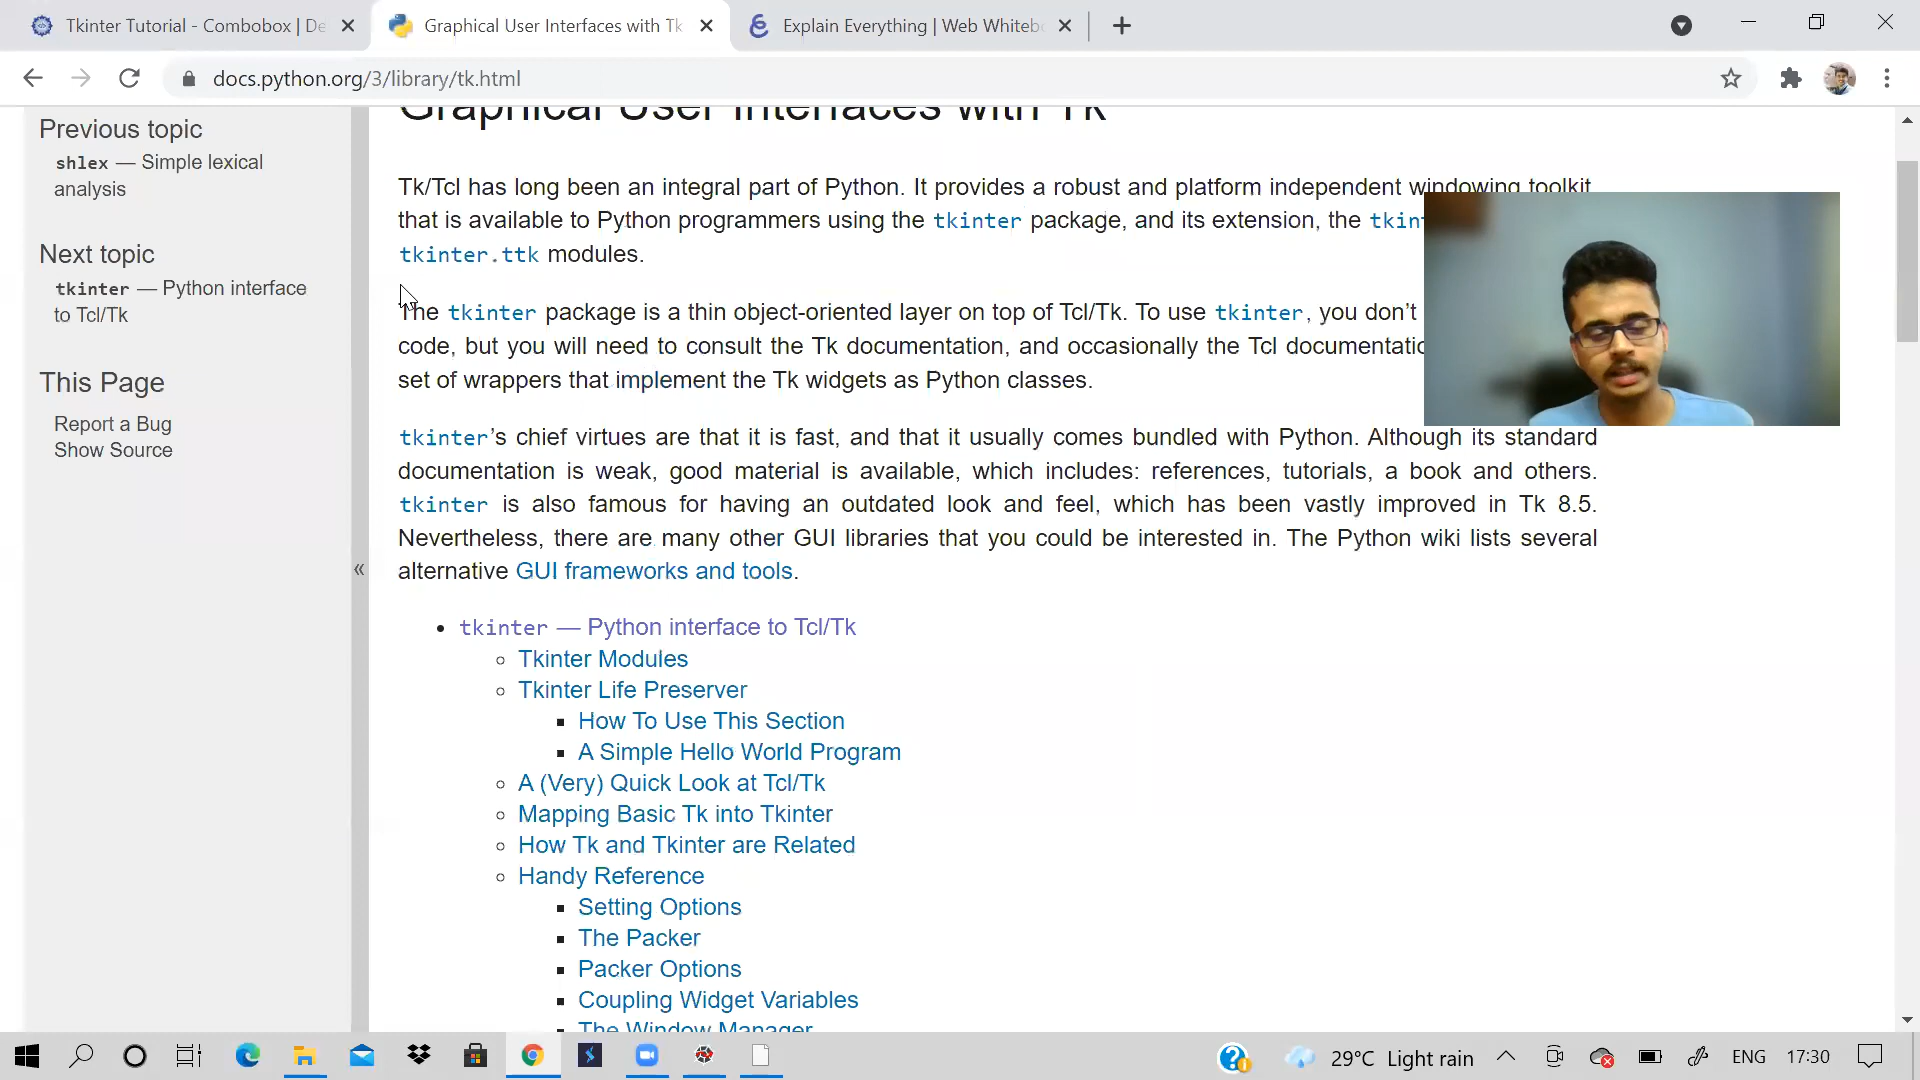 Tkinter Tutorial - Combobox | De
Graphical User Interfaces with Tk
Explain Everything | Web Whitebo
docs.python.org/3/library/tk.html
Previous topic
shlex — Simple lexical
analysis
Next topic
tkinter — Python interface
to Tcl/Tk
This Page
Report a Bug
Show Source
«
Graphical User Interfaces with Tk
Tk/Tcl has long been an integral part of Python. It provides a robust and platform independent windowing toolkit,
that is available to Python programmers using the tkinter package, and its extension, the tkin
tkinter.ttk modules.
The tkinter package is a thin object-oriented layer on top of Tcl/Tk. To use tkinter, you don’t
code, but you will need to consult the Tk documentation, and occasionally the Tcl documentatio
set of wrappers that implement the Tk widgets as Python classes.
tkinter’s chief virtues are that it is fast, and that it usually comes bundled with Python. Although its standard
documentation is weak, good material is available, which includes: references, tutorials, a book and others.
tkinter is also famous for having an outdated look and feel, which has been vastly improved in Tk 8.5.
Nevertheless, there are many other GUI libraries that you could be interested in. The Python wiki lists several
alternative GUI frameworks and tools.
• tkinter — Python interface to Tcl/Tk
Tkinter Modules
Tkinter Life Preserver
How To Use This Section
A Simple Hello World Program
A (Very) Quick Look at Tcl/Tk
Mapping Basic Tk into Tkinter
How Tk and Tkinter are Related
Handy Reference
Setting Options
The Packer
Packer Options
Coupling Widget Variables
The Window Manager
29°C Light rain
ENG
17:30